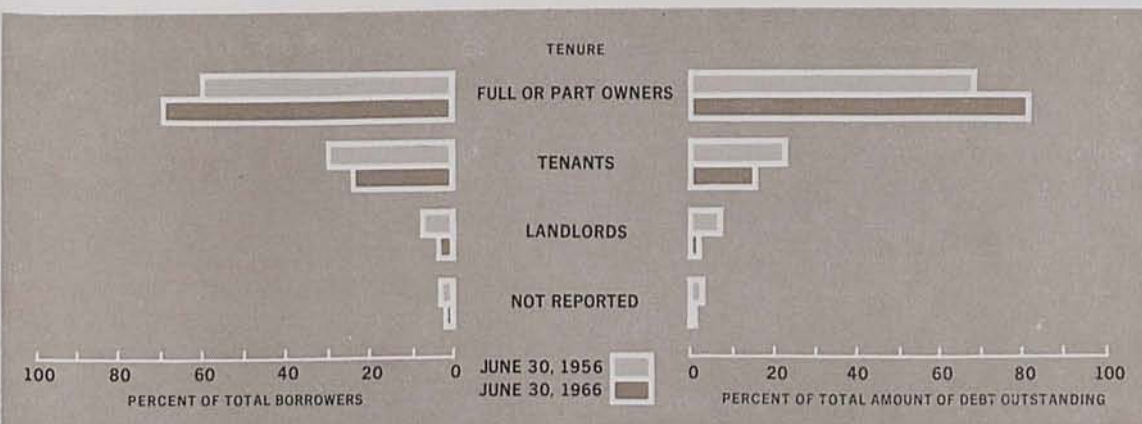 TENURE
FULL OR PART OWNERS
TENANTS
LANDLORDS
NOT REPORTED
100 80 60 40 20 0
PERCENT OF TOTAL BORROWERS
JUNE 30, 1956
JUNE 30, 1966
0 20 40 60 80 100
PERCENT OF TOTAL AMOUNT OF DEBT OUTSTANDING